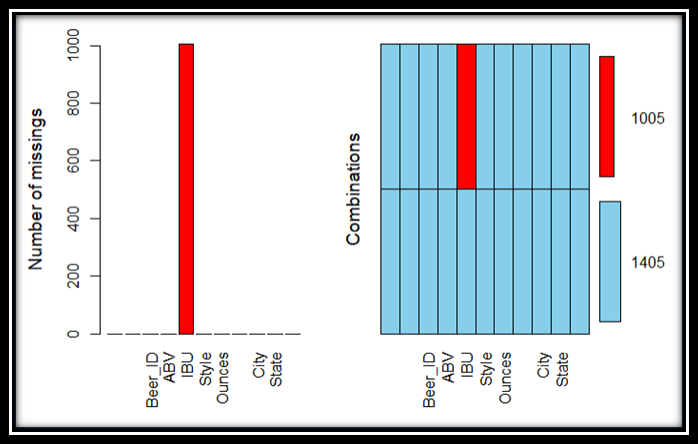 Number of missings
0
200
400
600
800
1000
Beer_ID
ABV
IBU
Style
Ounces
City
State
Combinations
Beer_ID
ABV
IBU
Style
Ounces
City
State
1005
1405